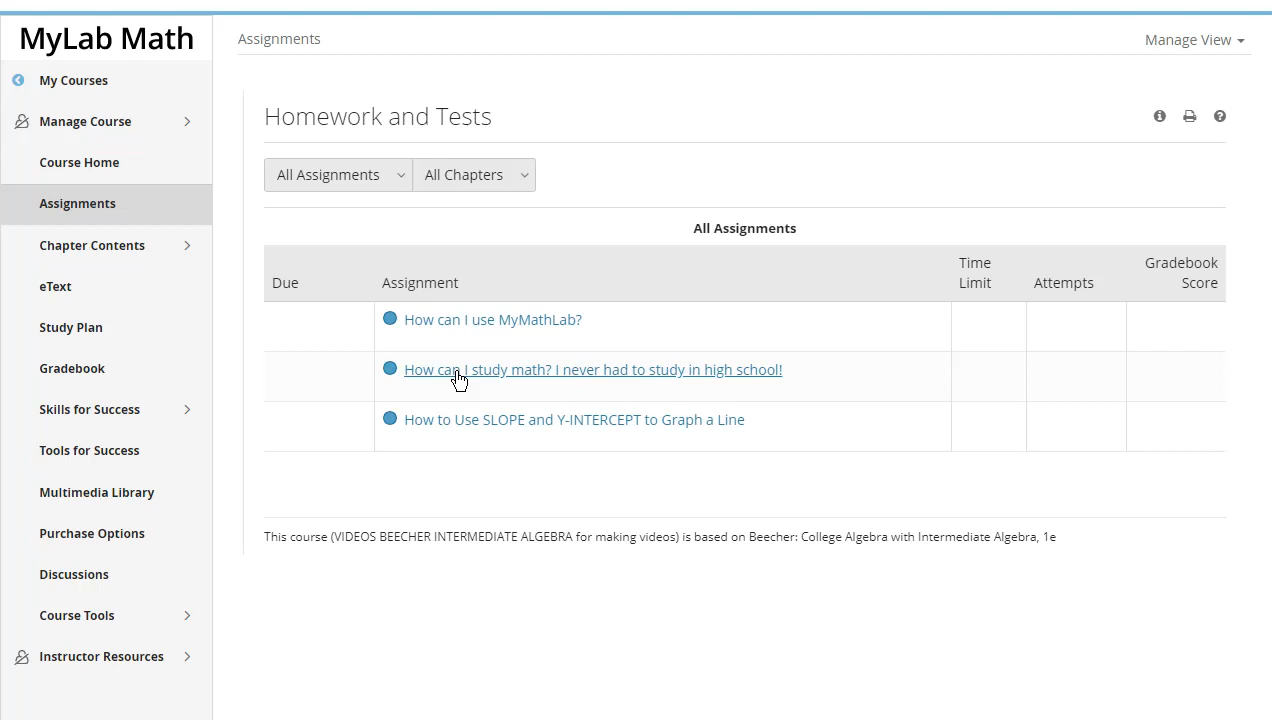 MyLab Math
My Courses
Manage Course
Course Home
Assignments
Chapter Contents
eText
Study Plan
Gradebook
Skills for Success
Tools for Success
Multimedia Library
Purchase Options
Discussions
Course Tools
Instructor Resources
Assignments
Manage View
Homework and Tests
All Assignments
All Chapters
All Assignments
Due
Assignment
Time Limit
Attempts
Gradebook Score
How can I use MyMathLab?
How can I study math? I never had to study in high school!
How to Use SLOPE and Y-INTERCEPT to Graph a Line
This course (VIDEOS BEECHER INTERMEDIATE ALGEBRA for making videos) is based on Beecher: College Algebra with Intermediate Algebra, 1e